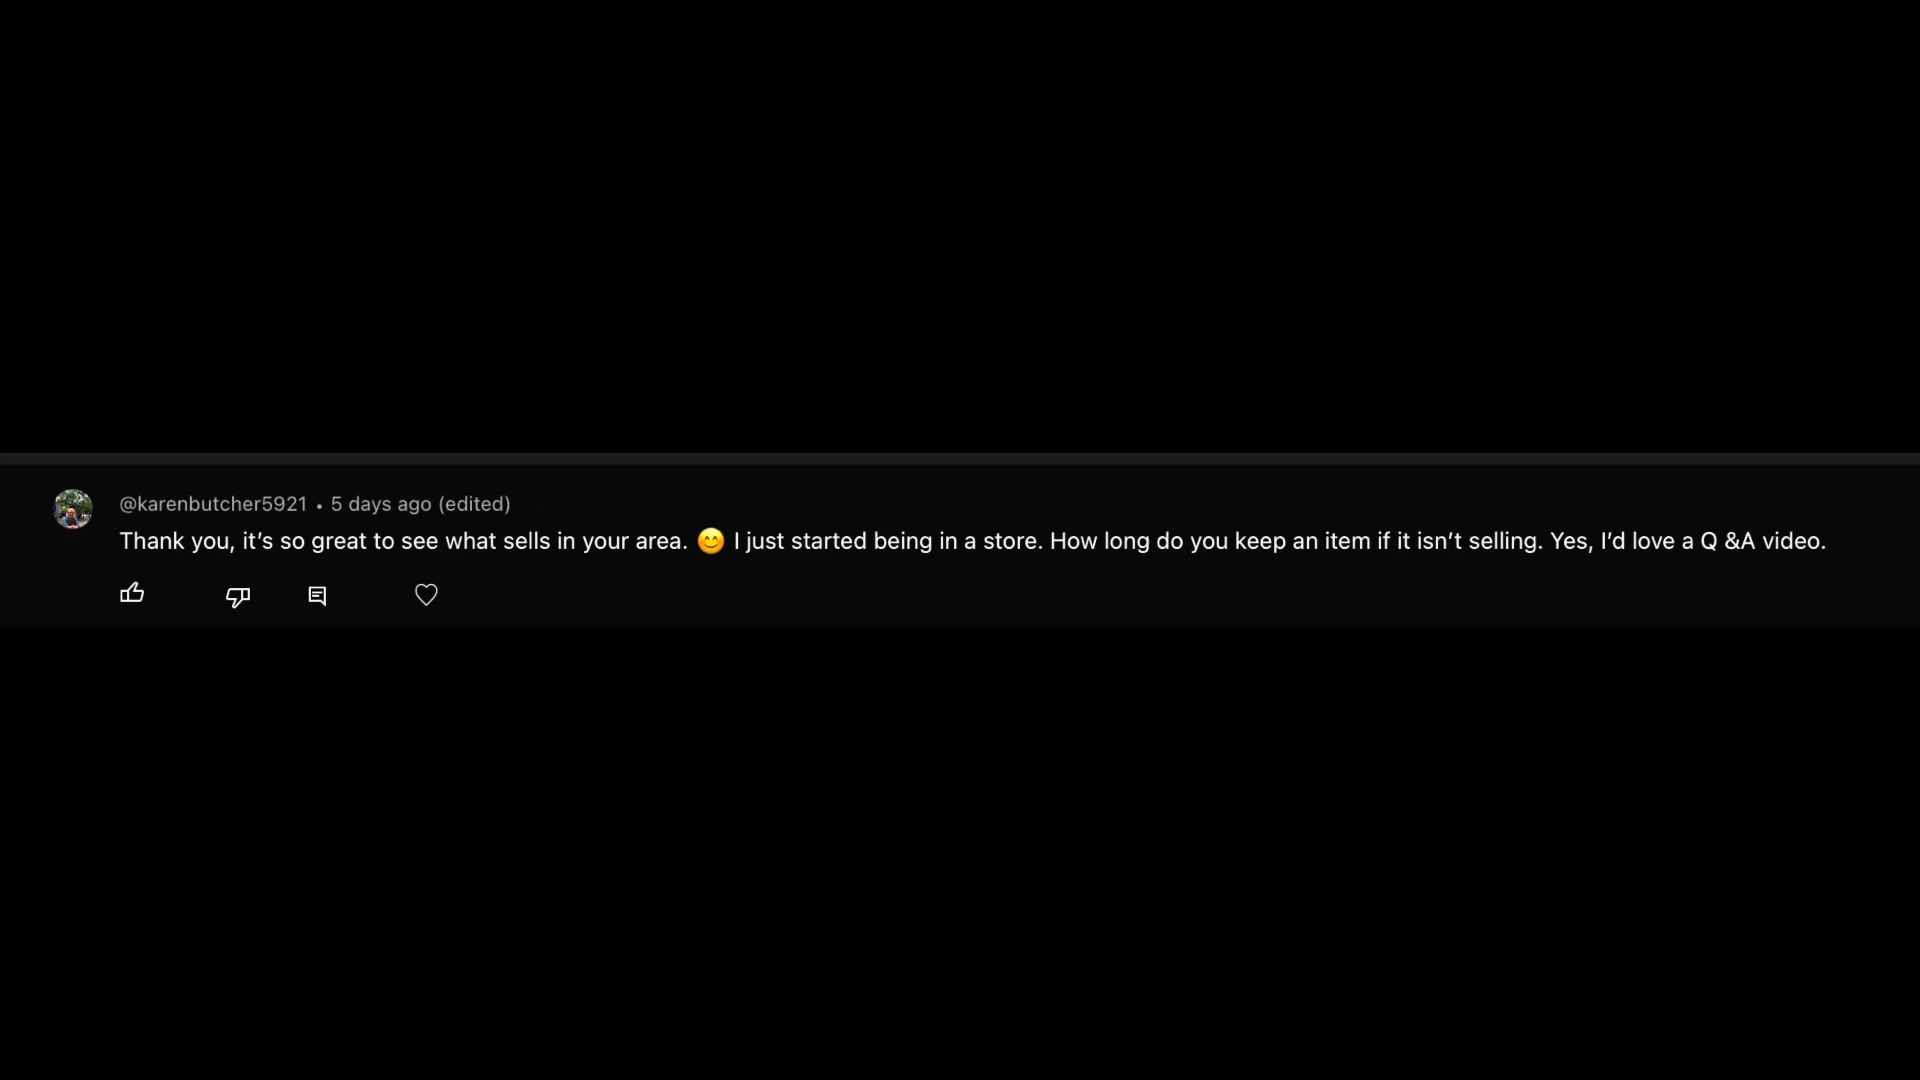 @karenbutcher5921 • 5 days ago (edited)
Thank you, it’s so great to see what sells in your area. 😊 I just started being in a store. How long do you keep an item if it isn’t selling. Yes, I’d love a Q &A video.